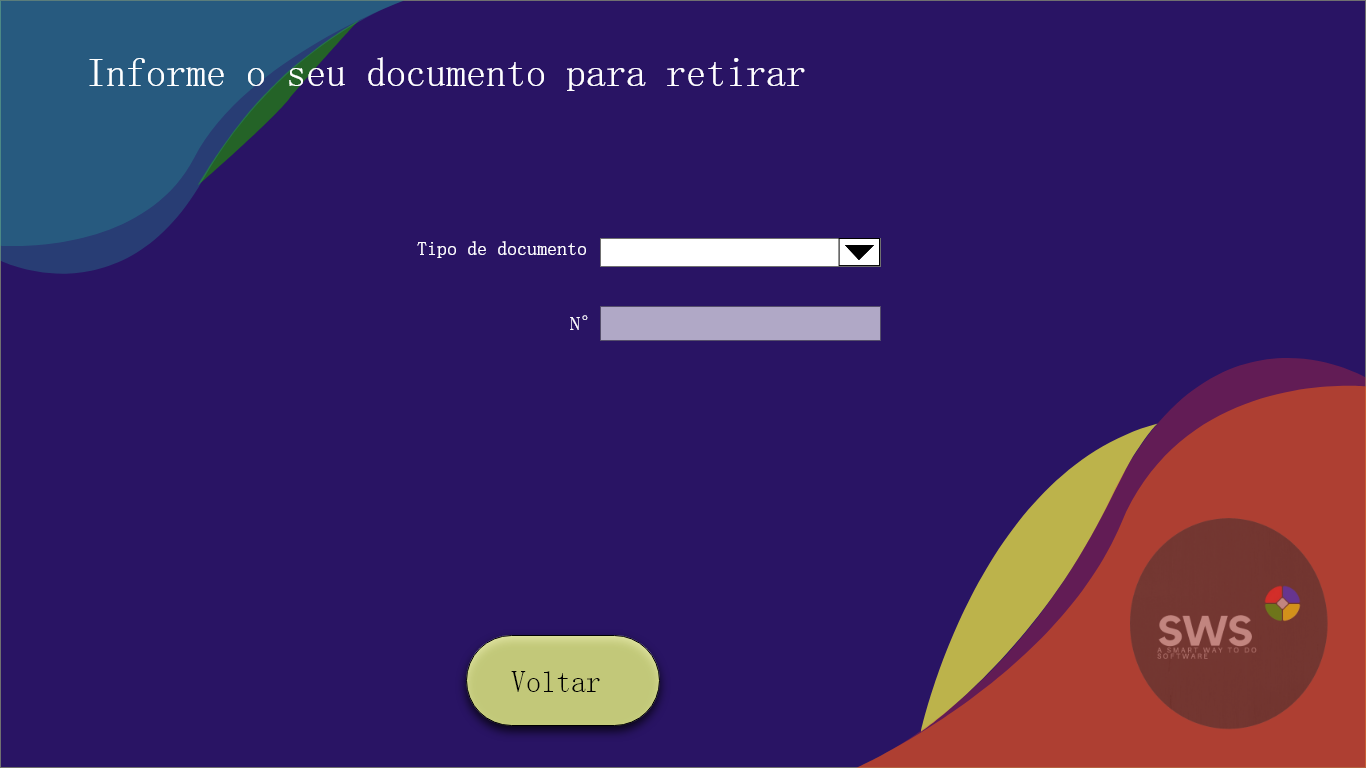 Informe o seu documento para retirar
Tipo de documento
N°
Voltar
SWS
A SMART WAY TO DO
SOFTWARE